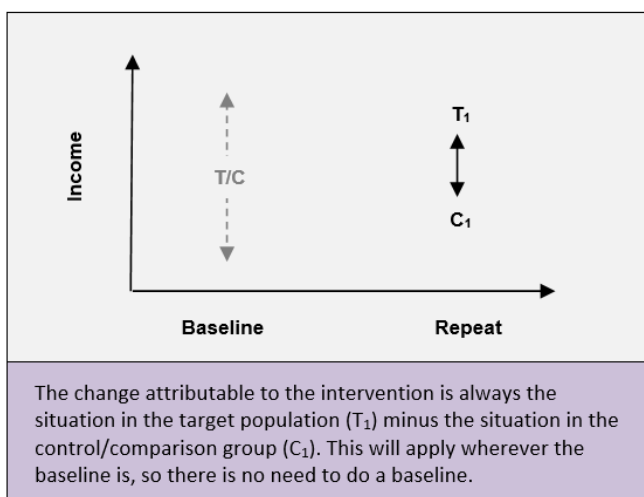 Income
T₁
T/C
C₁
Baseline Repeat
The change attributable to the intervention is always the
situation in the target population (T₁) minus the situation in the
control/comparison group (C₁). This will apply wherever the
baseline is, so there is no need to do a baseline.